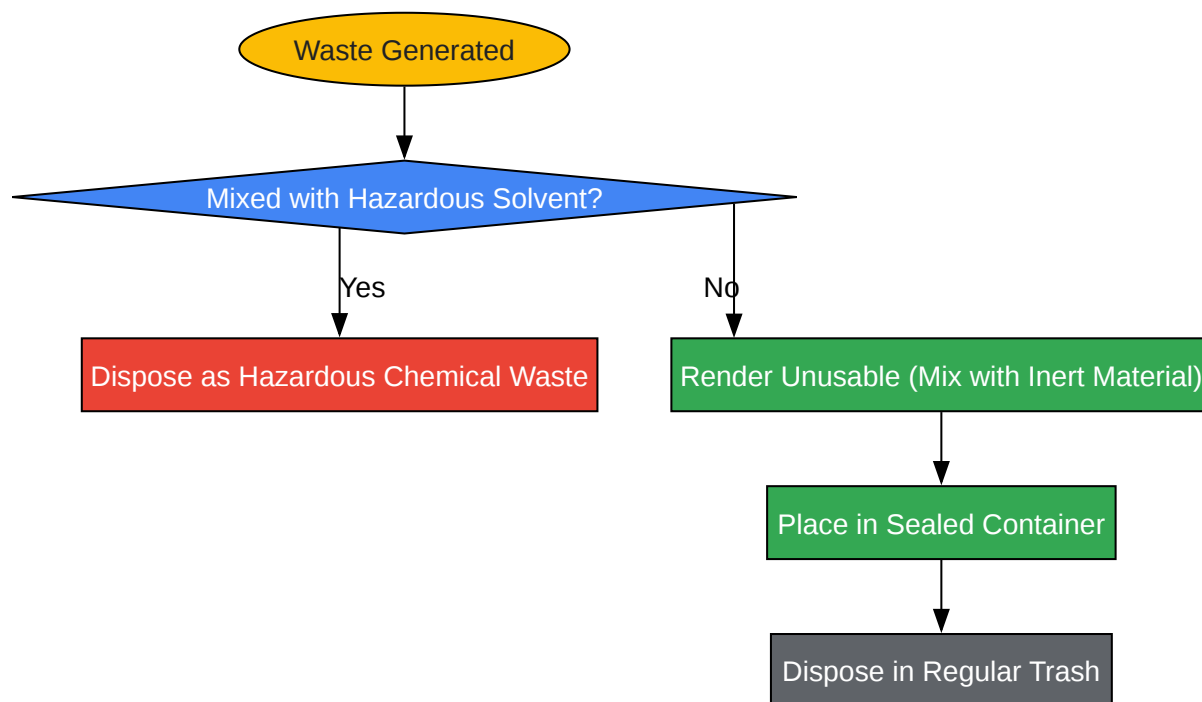 Waste Generated
Mixed with Hazardous Solvent?
Yes
No
Dispose as Hazardous Chemical Waste
Render Unusable (Mix with Inert Material)
Place in Sealed Container
Dispose in Regular Trash